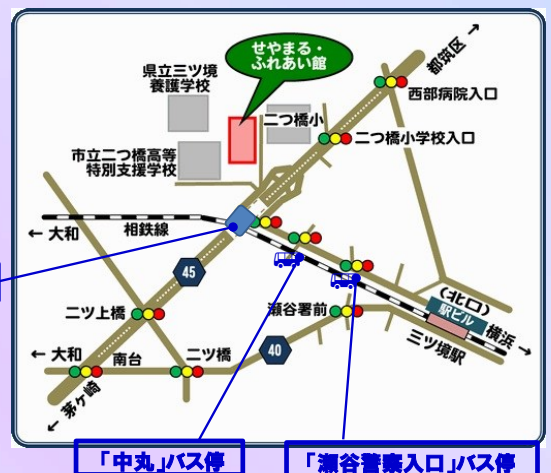 せやまる・
ふれあい館
都筑区
県立三ツ境
養護学校
西部病院入口
二つ橋小
二つ橋小学校入口
市立二つ橋高等
特別支援学校
← 大和
相鉄線
45
(北口)
駅ビル
横浜
二ツ上橋
瀬谷署前
三ツ境駅
← 大和
南台
二ツ橋
40
茅ヶ崎
「中丸」バス停
「瀬谷警察入口」バス停